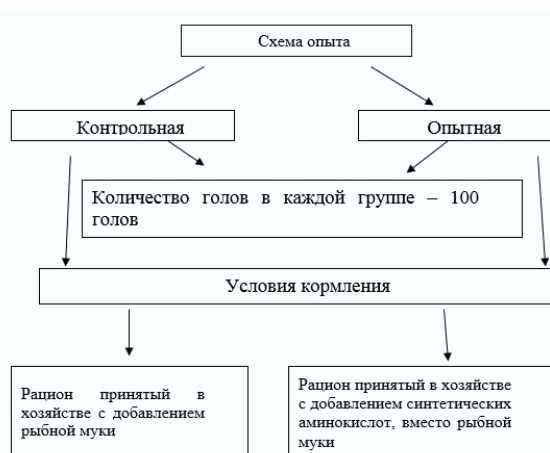 Схема опыта
Контрольная
Опытная
Количество голов в каждой группе – 100
голов
Условия кормления
Рацион принятый в
хозяйстве с добавлением
рыбной муки
Рацион принятый в хозяйстве
с добавлением синтетических
аминокислот, вместо рыбной
муки